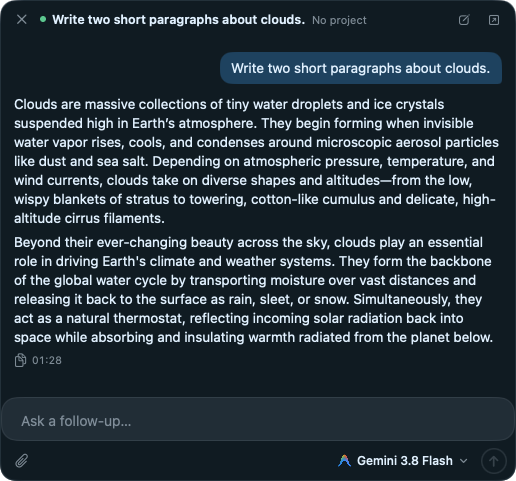 Write two short paragraphs about clouds. No project
Write two short paragraphs about clouds.
Clouds are massive collections of tiny water droplets and ice crystals
suspended high in Earth’s atmosphere. They begin forming when invisible
water vapor rises, cools, and condenses around microscopic aerosol particles
like dust and sea salt. Depending on atmospheric pressure, temperature, and
wind currents, clouds take on diverse shapes and altitudes—from the low,
wispy blankets of stratus to towering, cotton-like cumulus and delicate, high-
altitude cirrus filaments.
Beyond their ever-changing beauty across the sky, clouds play an essential
role in driving Earth's climate and weather systems. They form the backbone
of the global water cycle by transporting moisture over vast distances and
releasing it back to the surface as rain, sleet, or snow. Simultaneously, they
act as a natural thermostat, reflecting incoming solar radiation back into
space while absorbing and insulating warmth radiated from the planet below.
01:28
Ask a follow-up...
Gemini 3.8 Flash